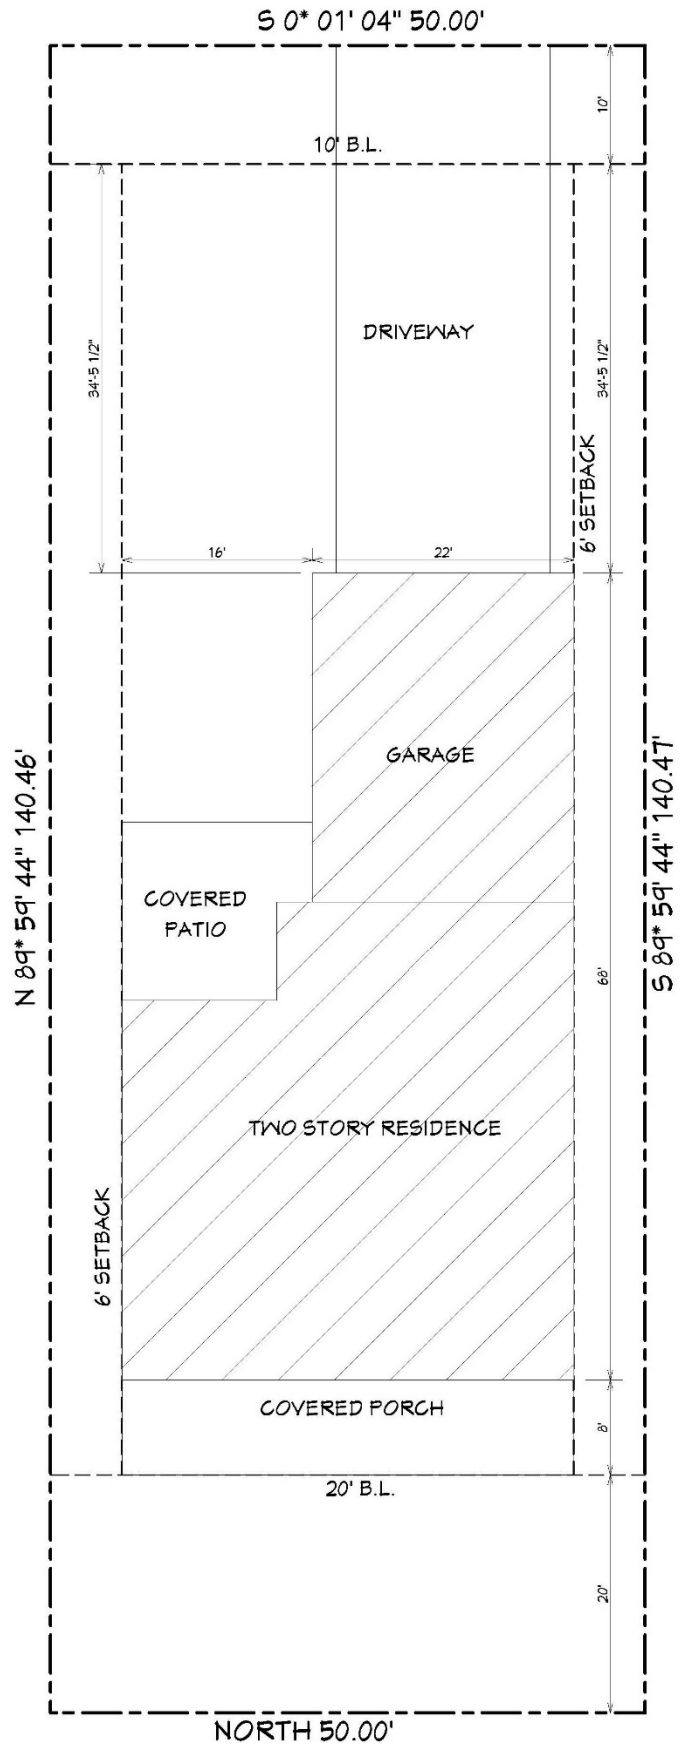 S 0* 01' 04" 50.00'
10'
10' B.L.
DRIVEWAY
34'-5 1/2"
34'-5 1/2"
6' SETBACK
16'
22'
GARAGE
N 89* 59' 44" 140.46'
S 89* 59' 44" 140.47'
COVERED
PATIO
68'
TWO STORY RESIDENCE
6' SETBACK
COVERED PORCH
8'
20' B.L.
20'
NORTH 50.00'